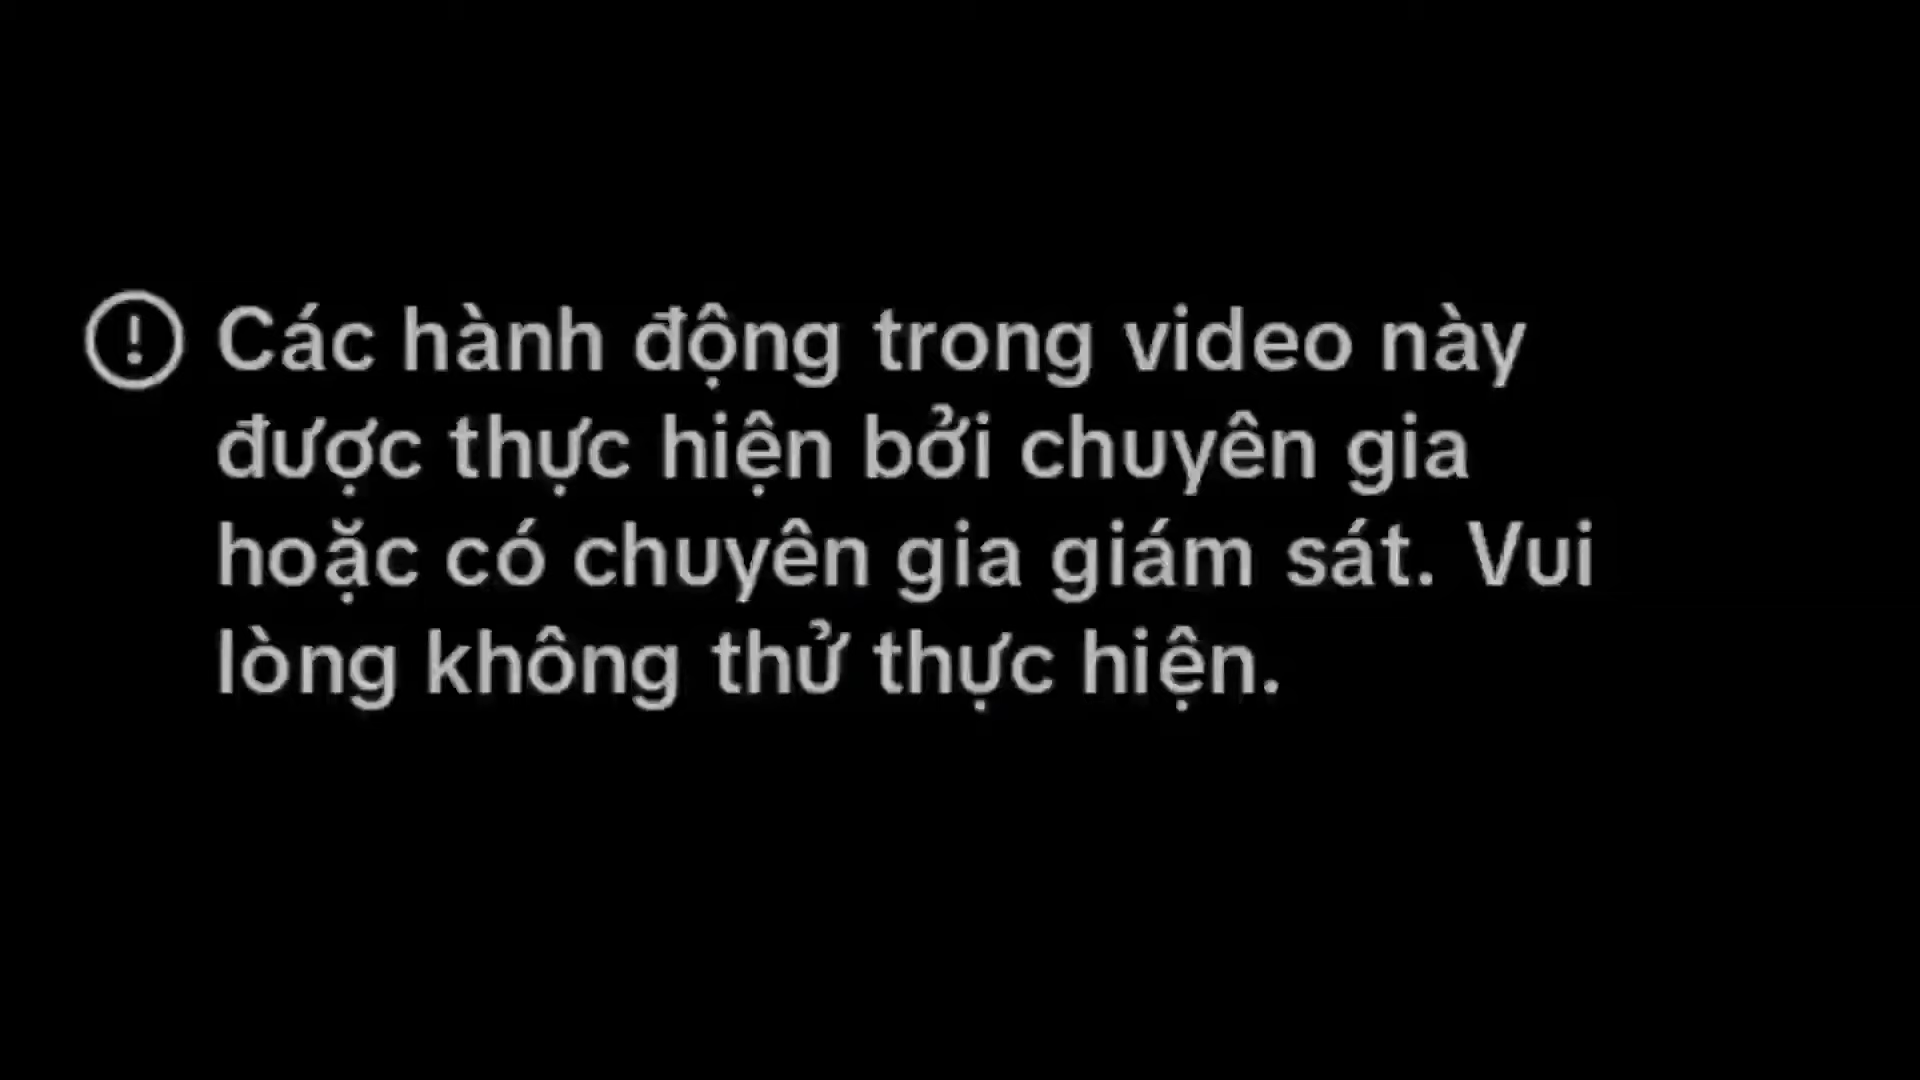 Các hành động trong video này
được thực hiện bởi chuyên gia
hoặc có chuyên gia giám sát. Vui
lòng không thử thực hiện.